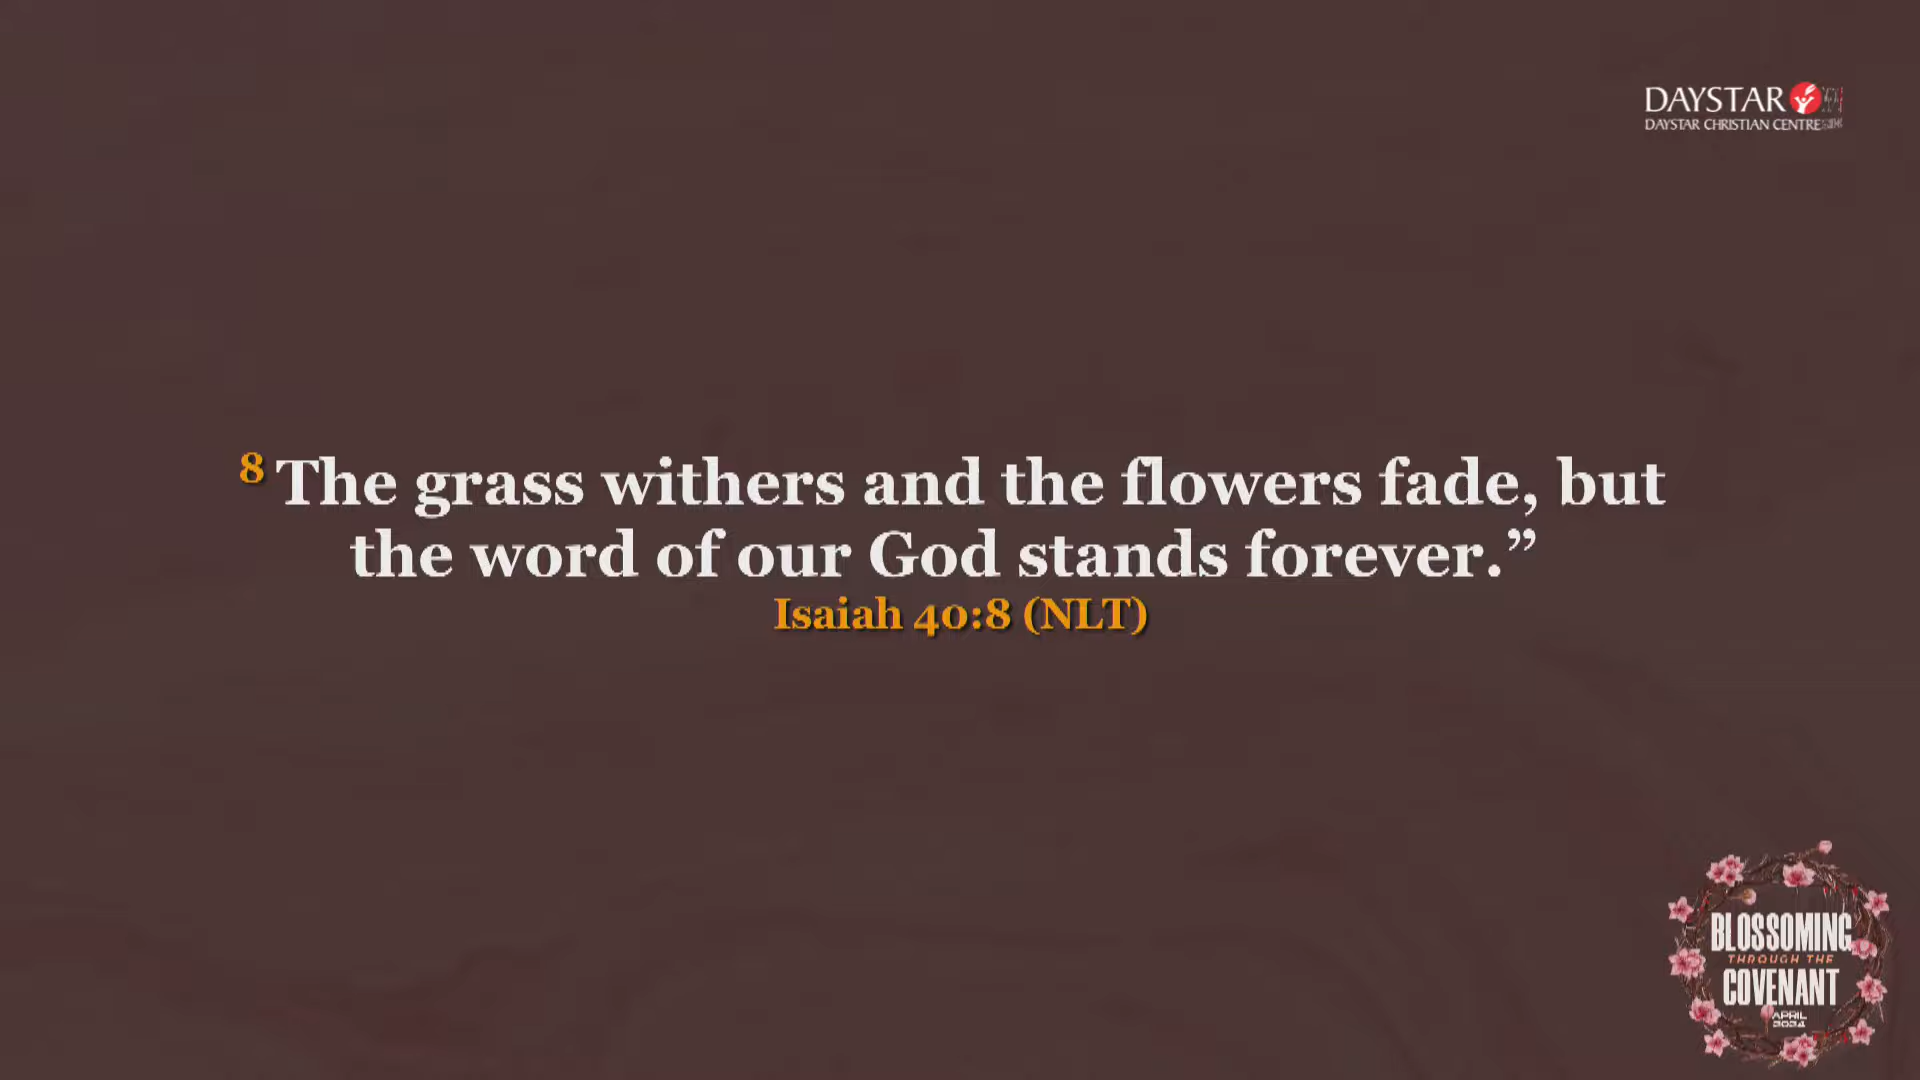 DAYSTAR
DAYSTAR CHRISTIAN CENTRE
8 The grass withers and the flowers fade, but
the word of our God stands forever.”
Isaiah 40:8 (NLT)
BLOSSOMING
THROUGH THE
COVENANT
APRIL
2024